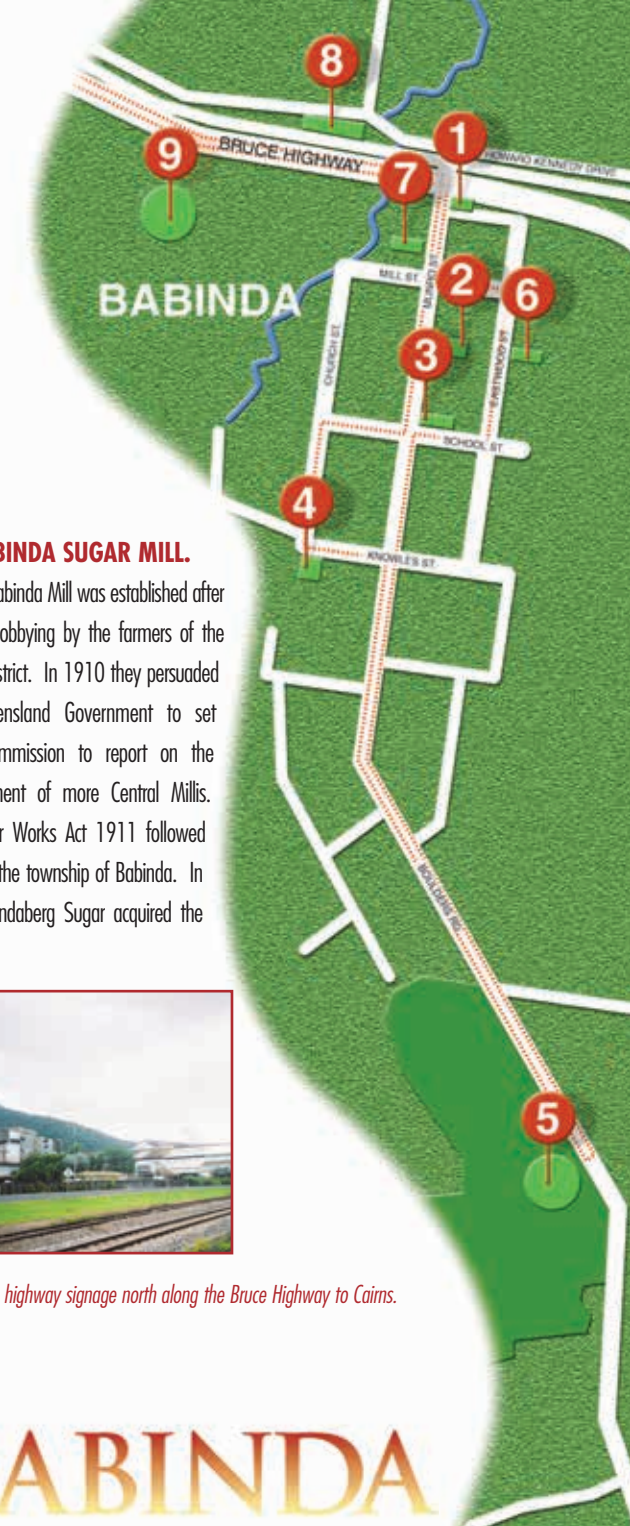 8
1
HOWARD KENNEDY DRIVE
9
BRUCE HIGHWAY
7
MILL ST.
MUNRO ST.
2
6
BABINDA
3
CHURCH ST.
EASTWOOD ST.
SCHOOL ST.
4
KNOWLES ST.
BINDA SUGAR MILL.
abinda Mill was established after
obbying by the farmers of the
strict. In 1910 they persuaded
ensland Government to set
mmission to report on the
ment of more Central Millis.
r Works Act 1911 followed
the township of Babinda. In
ndaberg Sugar acquired the
BOULDERS RD.
5
highway signage north along the Bruce Highway to Cairns.
ABINDA